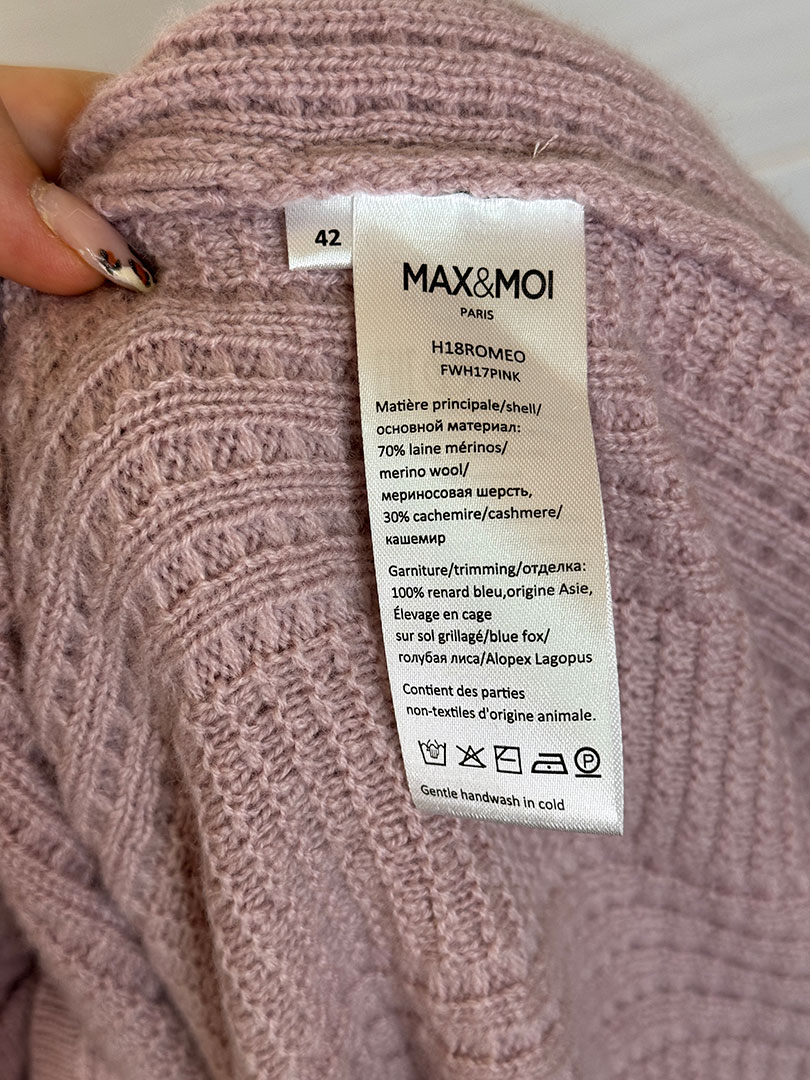 42
MAX&MOI
PARIS
H18ROMEO
FWH17PINK
Matière principale/shell/
основной материал:
70% laine mérinos/
merino wool/
мериносовая шерсть,
30% cachemire/cashmere/
кашемир
Garniture/trimming/отделка:
100% renard bleu,origine Asie,
Élevage en cage
sur sol grillagé/blue fox/
голубая лиса/Alopex Lagopus
Contient des parties
non-textiles d'origine animale.
P
Gentle handwash in cold